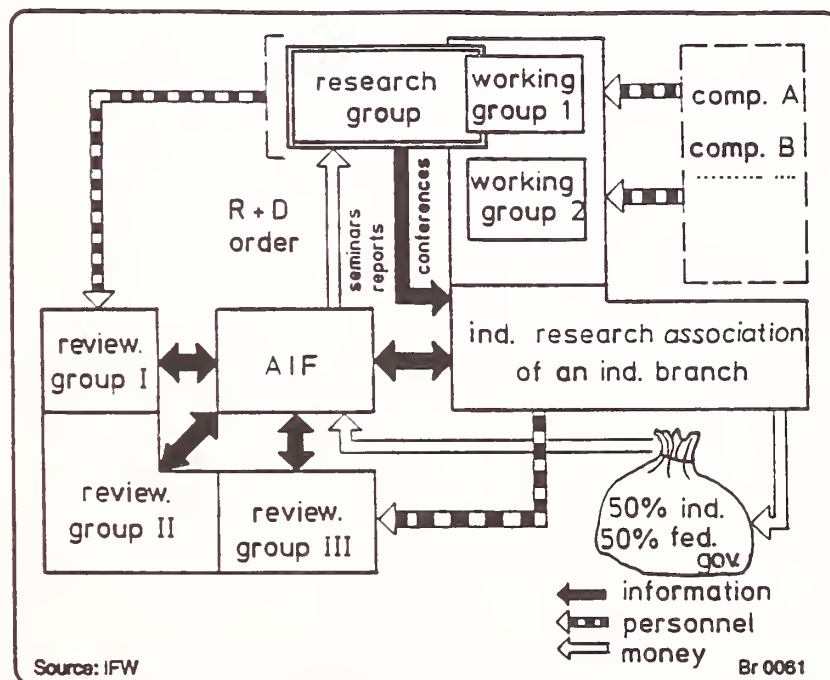 research
group
working
group 1
comp. A
comp. B
working
group 2
R + D
order
seminars
reports
conferences
review.
group I
AIF
ind. research association
of an ind. branch
review.
group II
review.
group III
50% ind.
50% fed.
gov.
information
personnel
money
Source: IFW
Br 0061